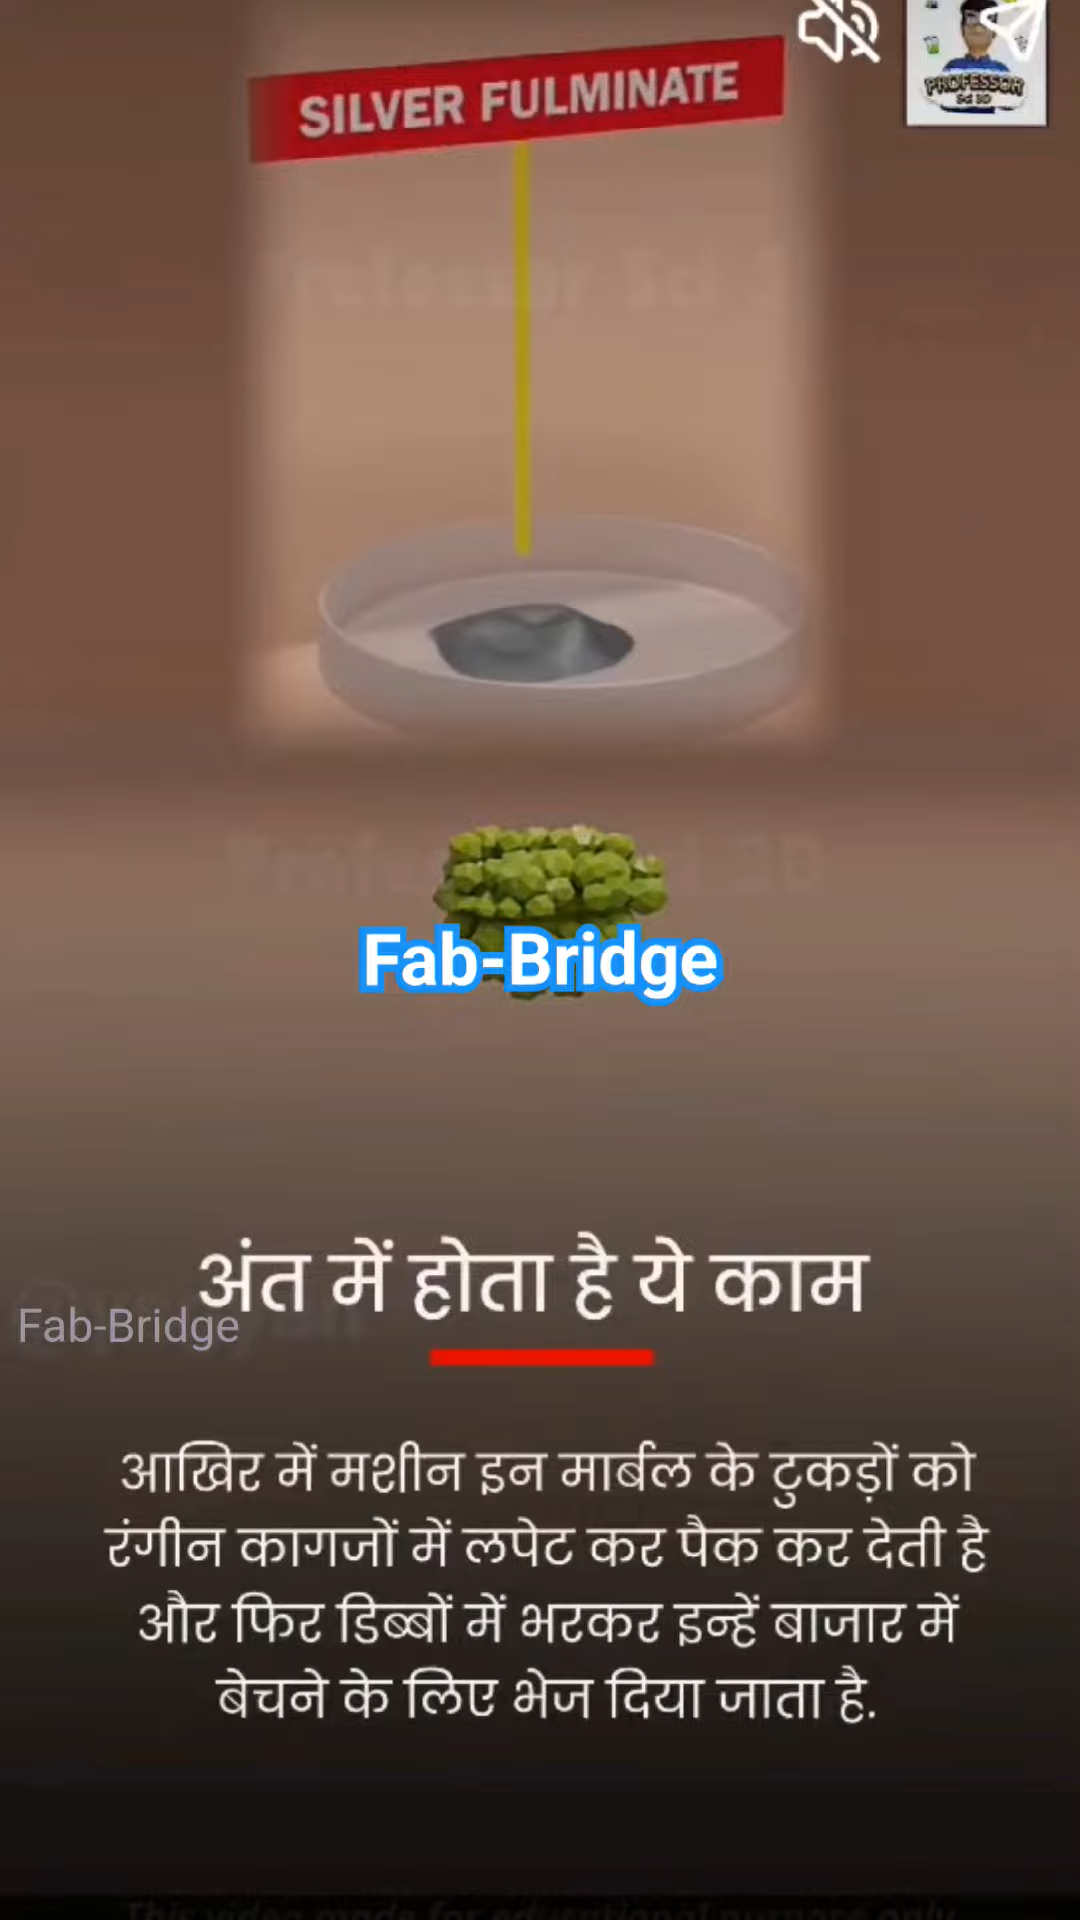 SILVER FULMINATE
PROFESSOR
Fab-Bridge
अंत में होता है ये काम
Fab-Bridge
आखिर में मशीन इन मार्बल के टुकड़ों को
रंगीन कागजों में लपेट कर पैक कर देती है
और फिर डिब्बों में भरकर इन्हें बाजार में
बेचने के लिए भेज दिया जाता है.